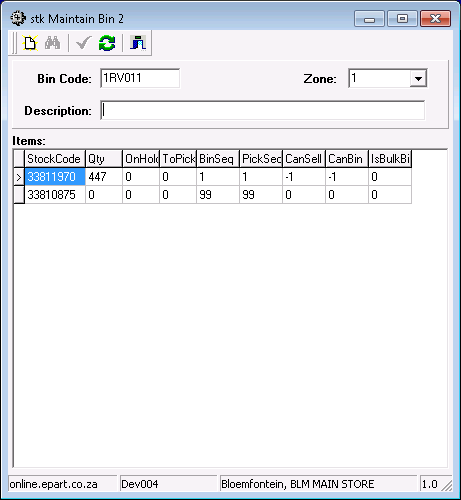 stk Maintain Bin 2
Bin Code: 1RV011 Zone: 1
Description:
Items:
StockCode Qty OnHold ToPick BinSeq PickSec CanSell CanBin IsBulkBi
33811970 447 0 0 1 1 -1 -1 0
33810875 0 0 0 99 99 0 0 0
online.epart.co.za Dev004 Bloemfontein, BLM MAIN STORE 1.0